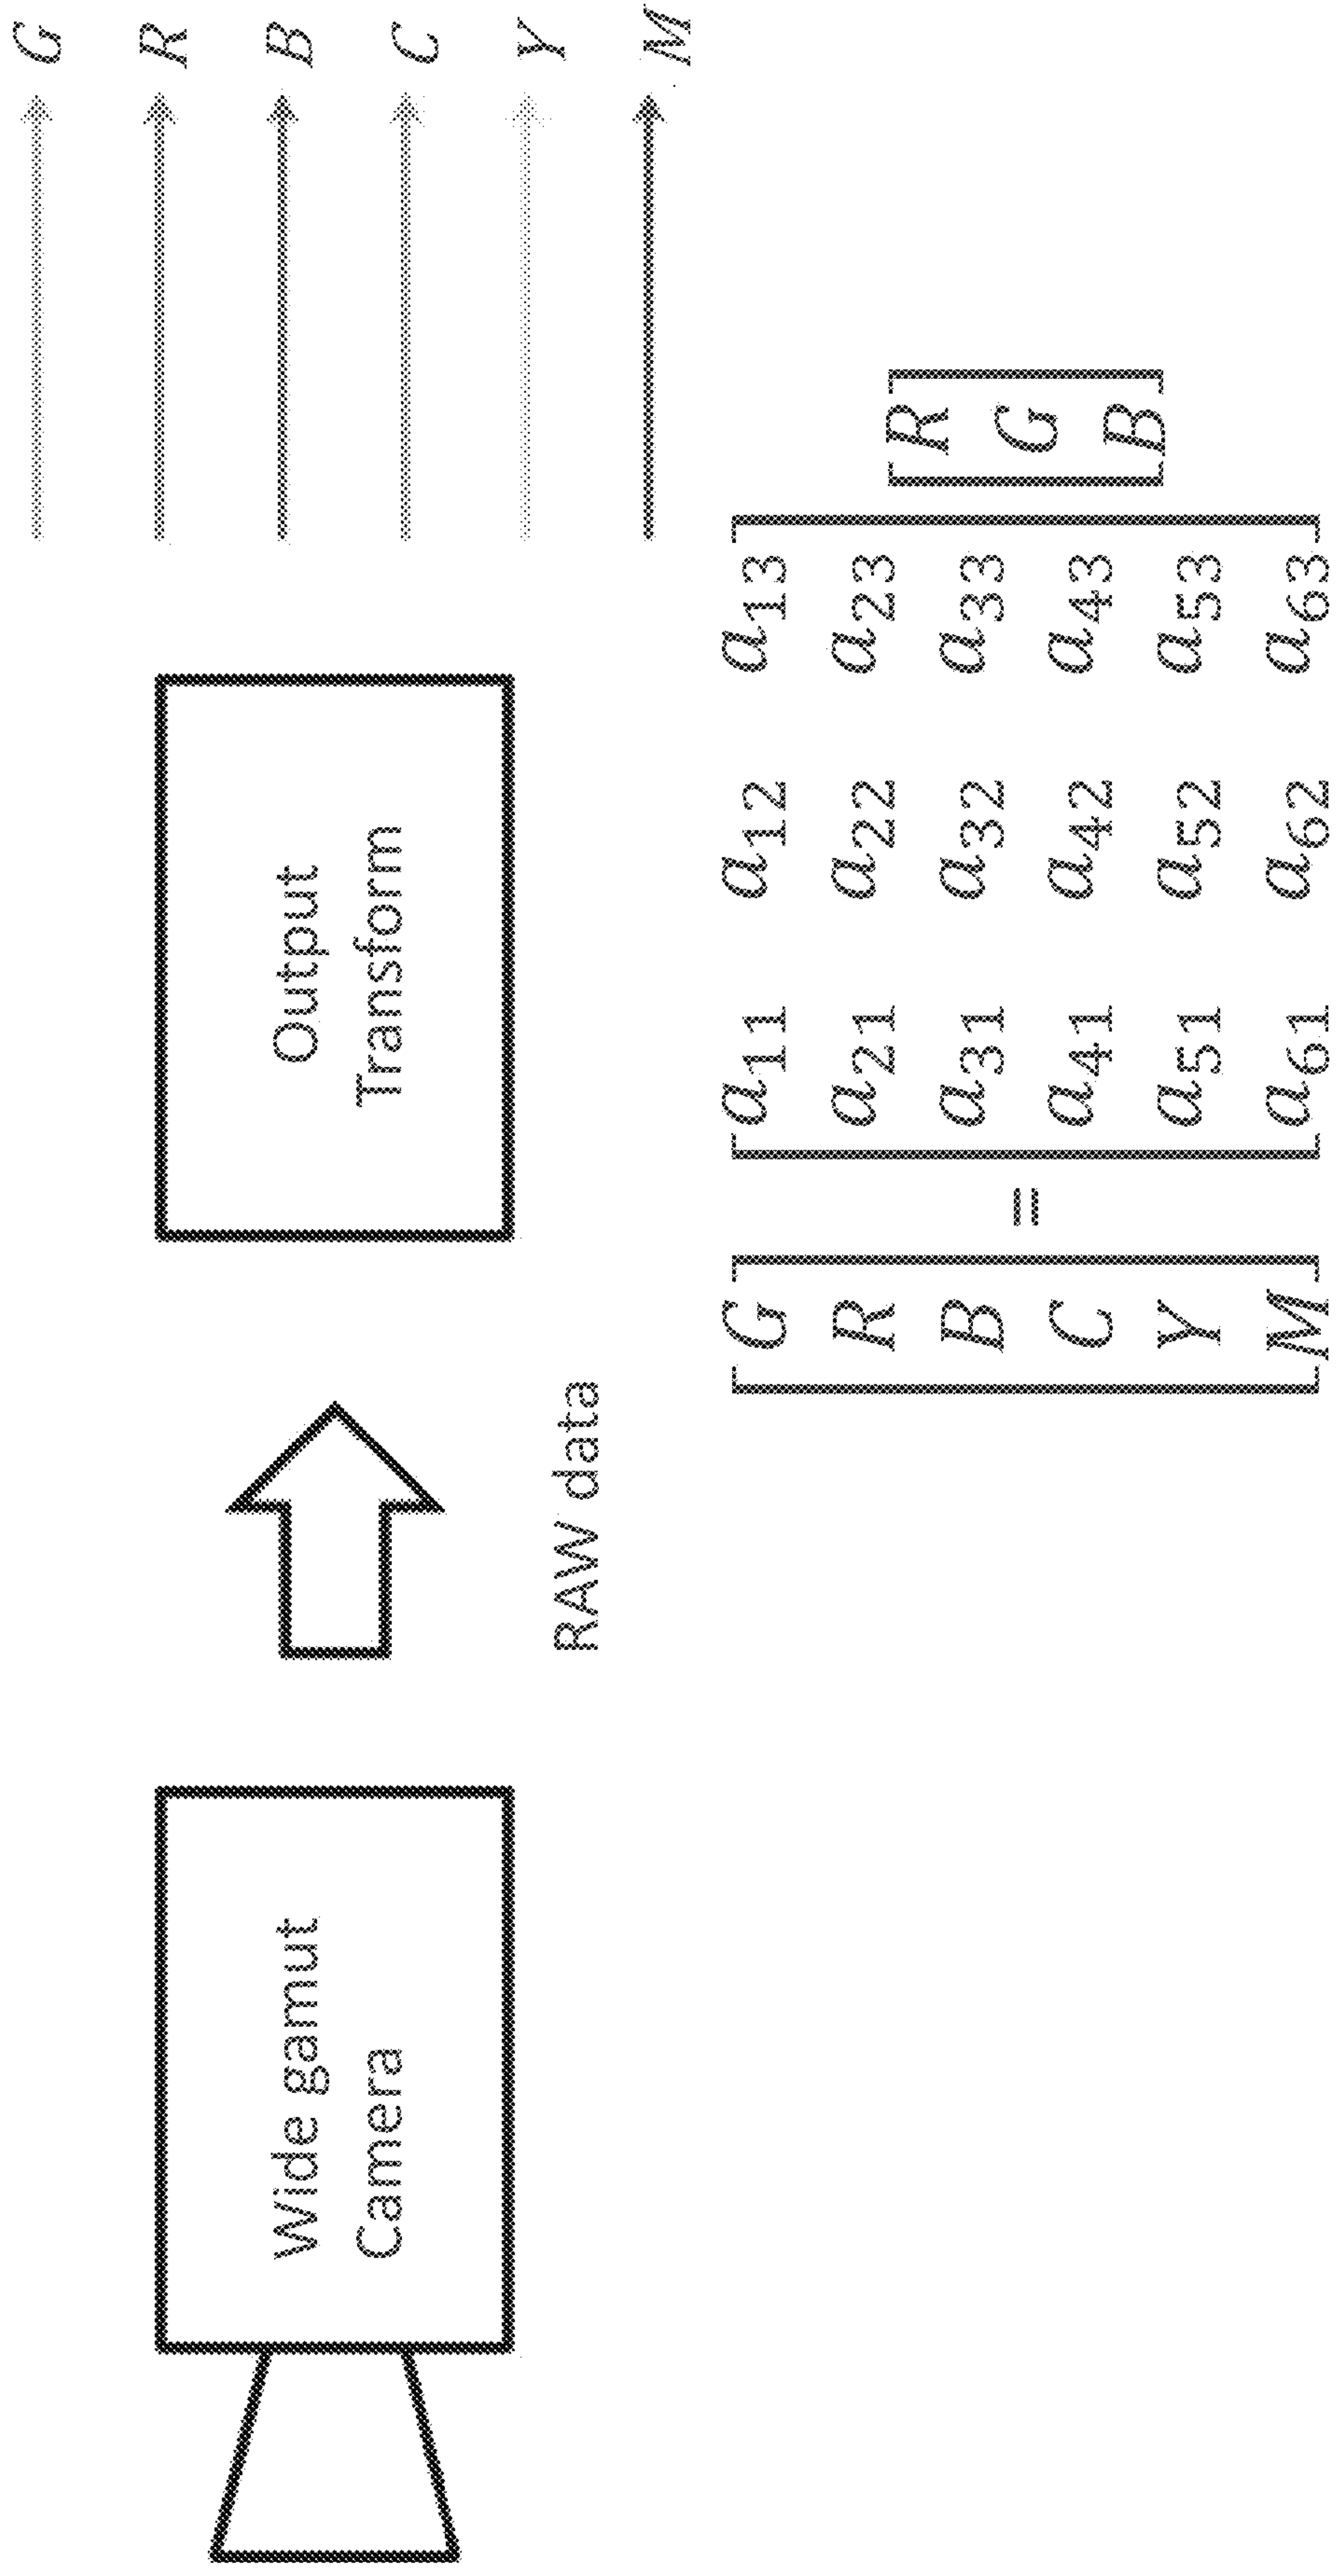 Wide gamut
Camera
RAW data
Output
Transform
G
R
B
C
Y
M
G
R
B
C
Y
M
=
a₁₁ a₁₂ a₁₃
a₂₁ a₂₂ a₂₃
a₃₁ a₃₂ a₃₃
a₄₁ a₄₂ a₄₃
a₅₁ a₅₂ a₅₃
a₆₁ a₆₂ a₆₃
R
G
B